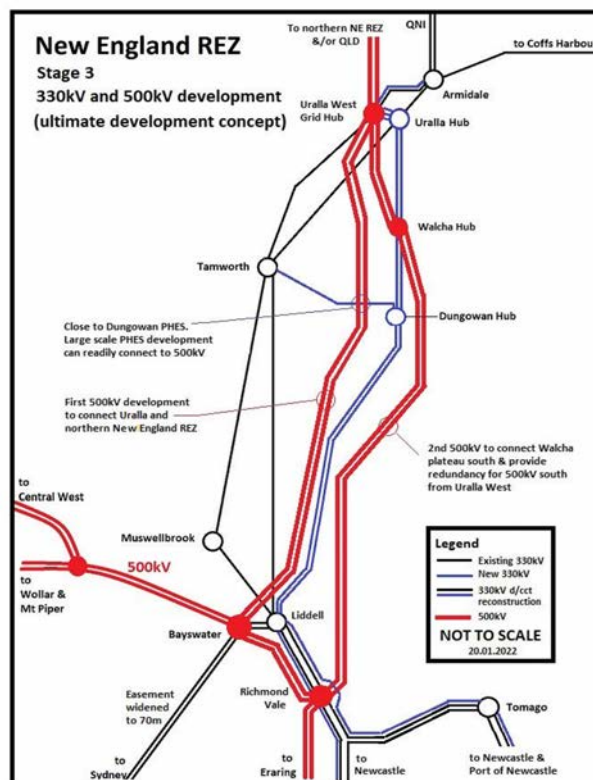 New England REZ
Stage 3
330kV and 500kV development
(ultimate development concept)
To northern NE REZ
&/or QLD
QNI
to Coffs Harbou
Armidale
Uralla West
Grid Hub
Uralla Hub
Walcha Hub
Tamworth
Dungowan Hub
Close to Dungowan PHES.
Large scale PHES development
can readily connect to 500kV
First 500kV development
to connect Uralla and
northern New England REZ
2nd 500kV to connect Walcha
plateau south & provide
redundancy for 500kV south
from Uralla West
to
Central West
Muswellbrook
500kV
to
Wollar &
Mt Piper
Liddell
Bayswater
Legend
Existing 330kV
New 330kV
330kV d/cct
reconstruction
500kV
NOT TO SCALE
20.01.2022
Easement
widened
to 70m
Richmond
Vale
Tomago
to
Sydney
to
Eraring
to
Newcastle
to Newcastle &
Port of Newcastle